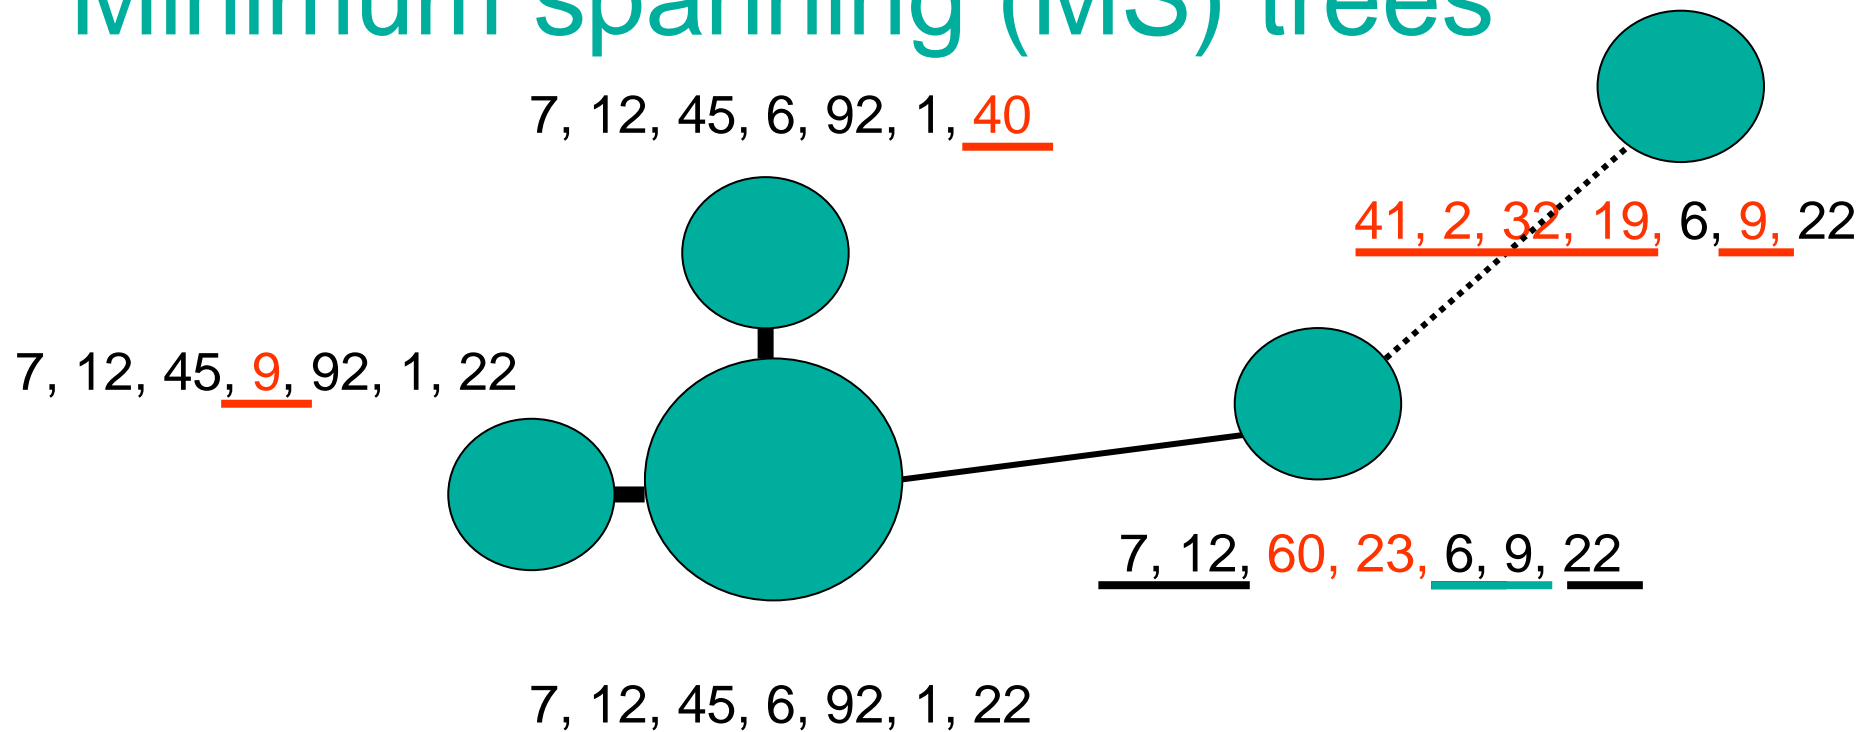 Minimum spanning (MS) trees
7, 12, 45, 6, 92, 1, 40
41, 2, 32, 19, 6, 9, 22
7, 12, 45, 9, 92, 1, 22
7, 12, 60, 23, 6, 9, 22
7, 12, 45, 6, 92, 1, 22